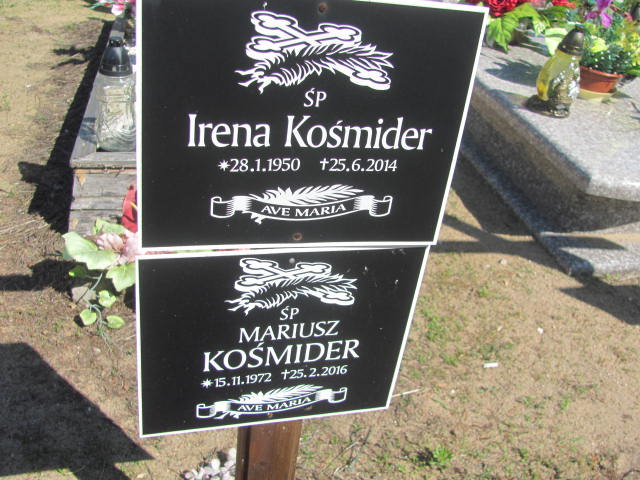 ŚP
Irena Kośmider
*28.1.1950 †25.6.2014
AVE MARIA
ŚP
MARIUSZ
KOŚMIDER
*15.11.1972 †25.2.2016
AVE MARIA